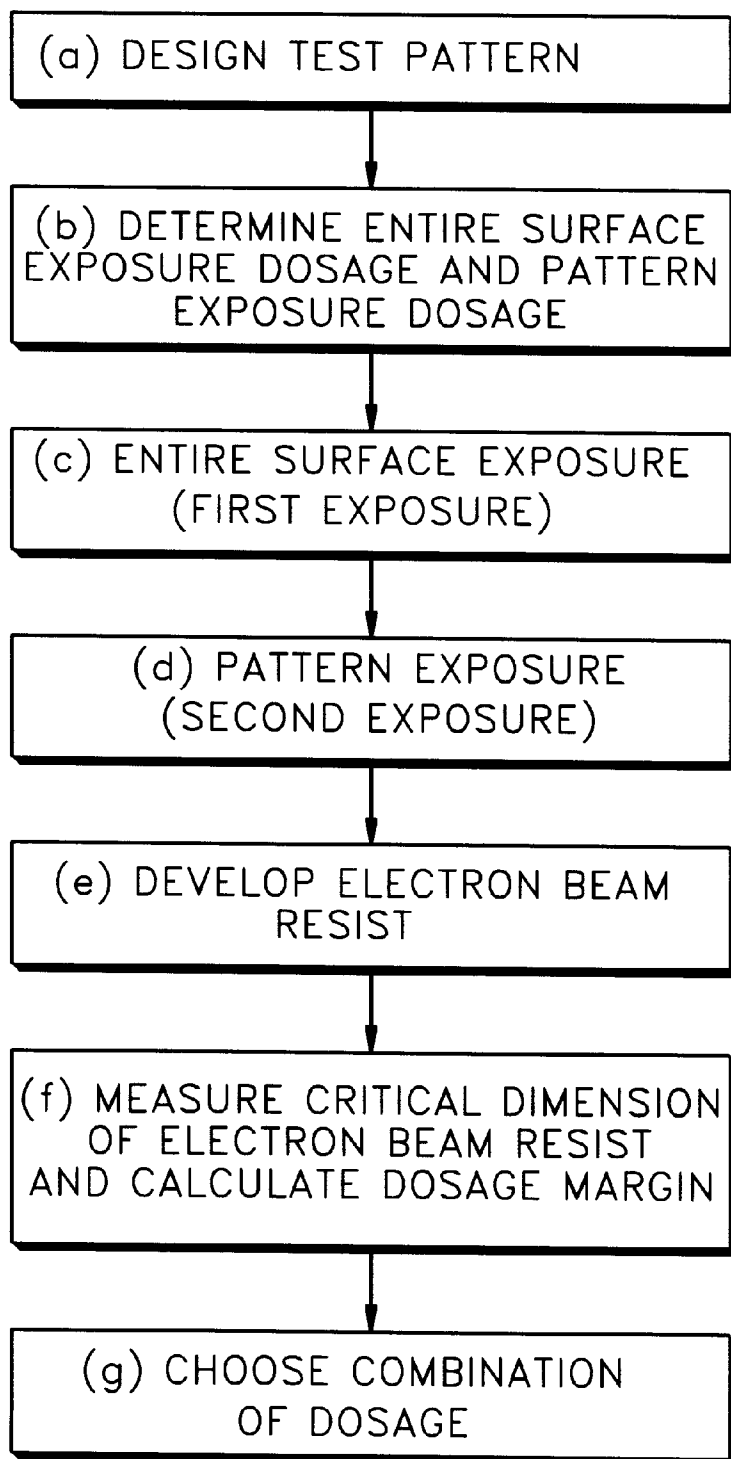 (a) DESIGN TEST PATTERN
(b) DETERMINE ENTIRE SURFACE
EXPOSURE DOSAGE AND PATTERN
EXPOSURE DOSAGE
(c) ENTIRE SURFACE EXPOSURE
(FIRST EXPOSURE)
(d) PATTERN EXPOSURE
(SECOND EXPOSURE)
(e) DEVELOP ELECTRON BEAM
RESIST
(f) MEASURE CRITICAL DIMENSION
OF ELECTRON BEAM RESIST
AND CALCULATE DOSAGE MARGIN
(g) CHOOSE COMBINATION
OF DOSAGE